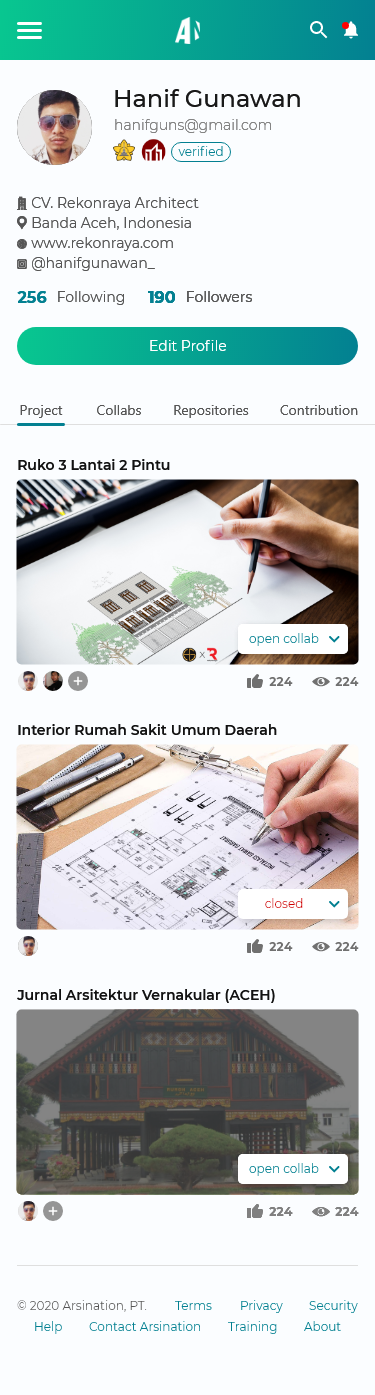 Hanif Gunawan
hanifguns@gmail.com
verified
CV. Rekonraya Architect
Banda Aceh, Indonesia
www.rekonraya.com
@hanifgunawan_
256 Following 190 Followers
Edit Profile
Project Collabs Repositories Contribution
Ruko 3 Lantai 2 Pintu
x
open collab
224 224
Interior Rumah Sakit Umum Daerah
closed
224 224
Jurnal Arsitektur Vernakular (ACEH)
open collab
224 224
© 2020 Arsination, PT. Terms Privacy Security
Help Contact Arsination Training About